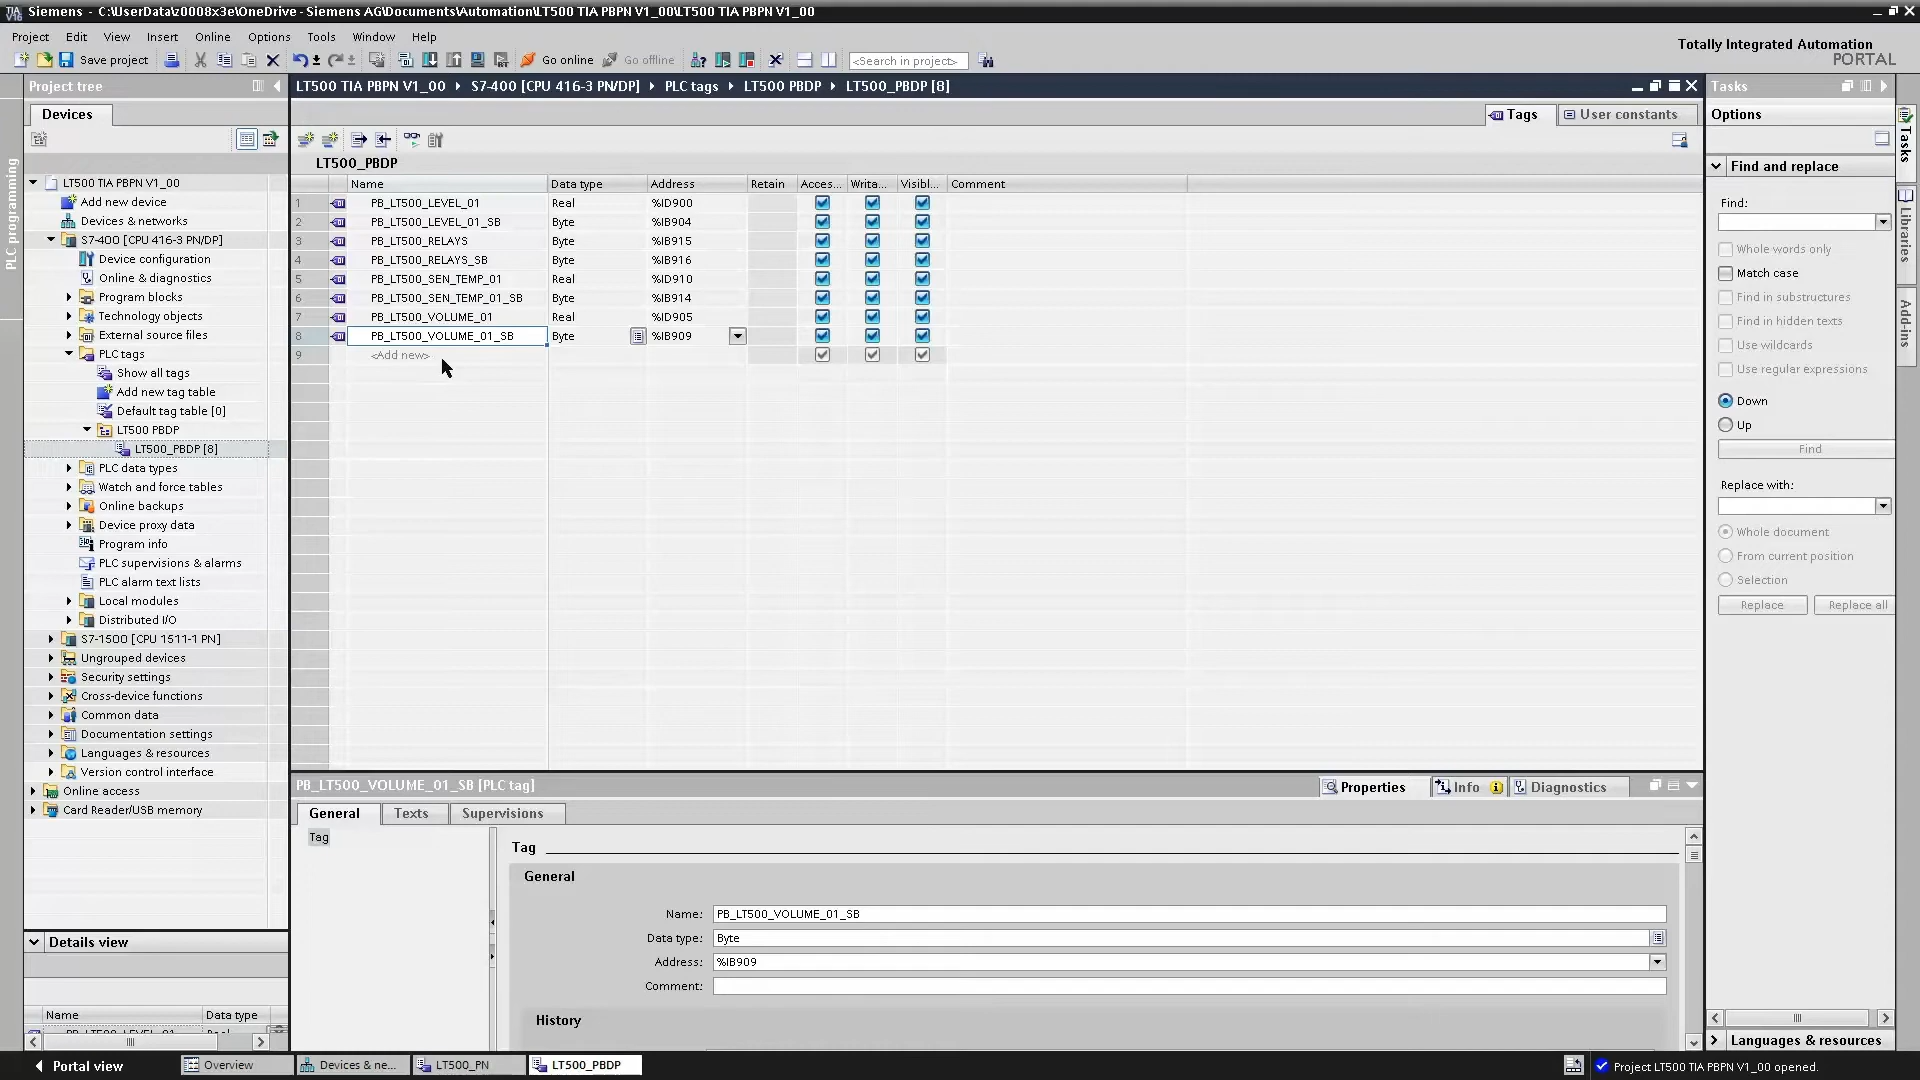 Siemens - C:\UserData\z0008x3e\OneDrive - Siemens AG\Documents\Automation\LT500 TIA PBPN V1_00\LT500 TIA PBPN V1_00
Project Edit View Insert Online Options Tools Window Help
Totally Integrated Automation
PORTAL
Save project Go online Go offline <Search in project>
Project tree
LT500 TIA PBPN V1_00 S7-400 [CPU 416-3 PN/DP] PLC tags LT500 PBDP LT500_PBDP [8]
Tasks
Devices
Tags User constants
Options
PLC programming
Tasks
Libraries
Add-ins
LT500_PBDP
Name Data type Address Retain Acces... Writa... Visibl... Comment
1 PB_LT500_LEVEL_01 Real %ID900
2 PB_LT500_LEVEL_01_SB Byte %IB904
3 PB_LT500_RELAYS Byte %IB915
4 PB_LT500_RELAYS_SB Byte %IB916
5 PB_LT500_SEN_TEMP_01 Real %ID910
6 PB_LT500_SEN_TEMP_01_SB Byte %IB914
7 PB_LT500_VOLUME_01 Real %ID905
8 PB_LT500_VOLUME_01_SB Byte %IB909
9 <Add new>
LT500 TIA PBPN V1_00
Add new device
Devices & networks
S7-400 [CPU 416-3 PN/DP]
Device configuration
Online & diagnostics
Program blocks
Technology objects
External source files
PLC tags
Show all tags
Add new tag table
Default tag table [0]
LT500 PBDP
LT500_PBDP [8]
PLC data types
Watch and force tables
Online backups
Device proxy data
Program info
PLC supervisions & alarms
PLC alarm text lists
Local modules
Distributed I/O
S7-1500 [CPU 1511-1 PN]
Ungrouped devices
Security settings
Cross-device functions
Common data
Documentation settings
Languages & resources
Version control interface
Online access
Card Reader/USB memory
Details view
Name Data type
Find and replace
Find:
Whole words only
Match case
Find in substructures
Find in hidden texts
Use wildcards
Use regular expressions
Down
Up
Find
Replace with:
Whole document
From current position
Selection
Replace Replace all
Languages & resources
PB_LT500_VOLUME_01_SB [PLC tag]
Properties Info Diagnostics
General Texts Supervisions
Tag
Tag
General
Name: PB_LT500_VOLUME_01_SB
Data type: Byte
Address: %IB909
Comment:
History
Portal view Overview Devices & ne... LT500_PN LT500_PBDP
Project LT500 TIA PBPN V1_00 opened.